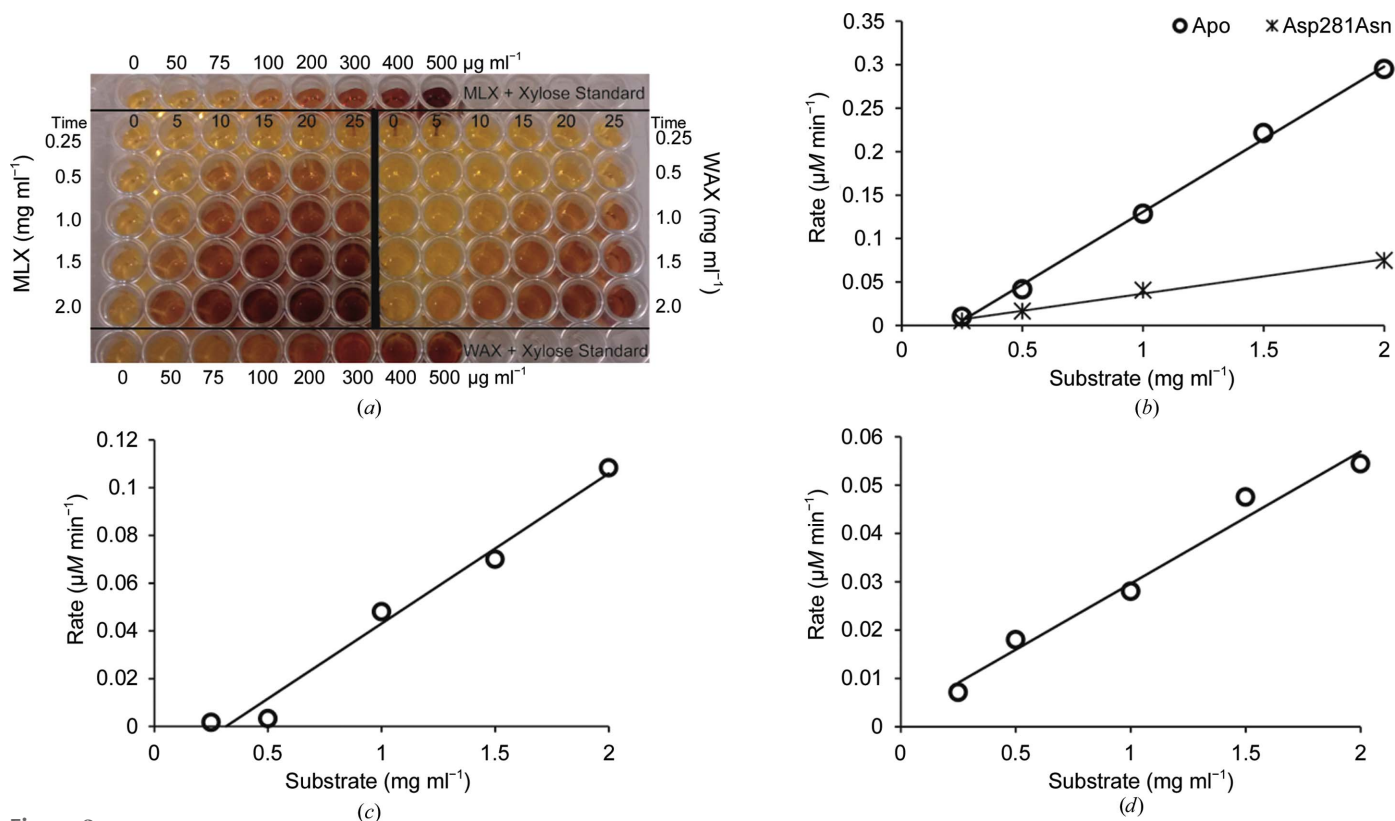 0 50 75 100 200 300 400 500 µg ml⁻¹
MLX + Xylose Standard
Time 0 5 10 15 20 25 0 5 10 15 20 25 Time
0.25 0.25
0.5 0.5
1.0 1.0
1.5 1.5
2.0 2.0
MLX (mg ml⁻¹)
WAX (mg ml⁻¹)
WAX + Xylose Standard
0 50 75 100 200 300 400 500 µg ml⁻¹
(a)
Apo Asp281Asn
0.35
0.3
0.25
0.2
0.15
0.1
0.05
0
Rate (µM min⁻¹)
0 0.5 1 1.5 2
Substrate (mg ml⁻¹)
(b)
0.12
0.1
0.08
0.06
0.04
0.02
0
Rate (µM min⁻¹)
0 0.5 1 1.5 2
Substrate (mg ml⁻¹)
(c)
0.06
0.05
0.04
0.03
0.02
0.01
0
Rate (µM min⁻¹)
0 0.5 1 1.5 2
Substrate (mg ml⁻¹)
(d)